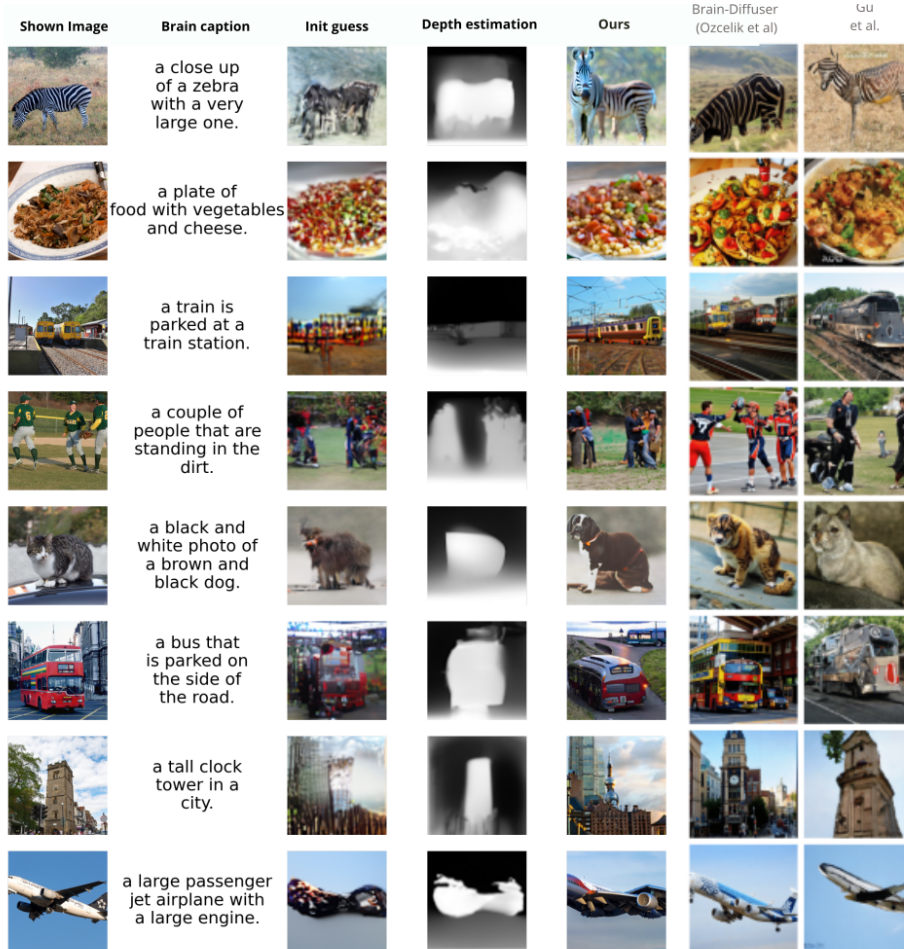 Shown Image
Brain caption
Init guess
Depth estimation
Ours
Brain-Diffuser
(Ozcelik et al)
Gu
et al.
a close up
of a zebra
with a very
large one.
a plate of
food with vegetables
and cheese.
a train is
parked at a
train station.
a couple of
people that are
standing in the
dirt.
a black and
white photo of
a brown and
black dog.
a bus that
is parked on
the side of
the road.
a tall clock
tower in a
city.
a large passenger
jet airplane with
a large engine.